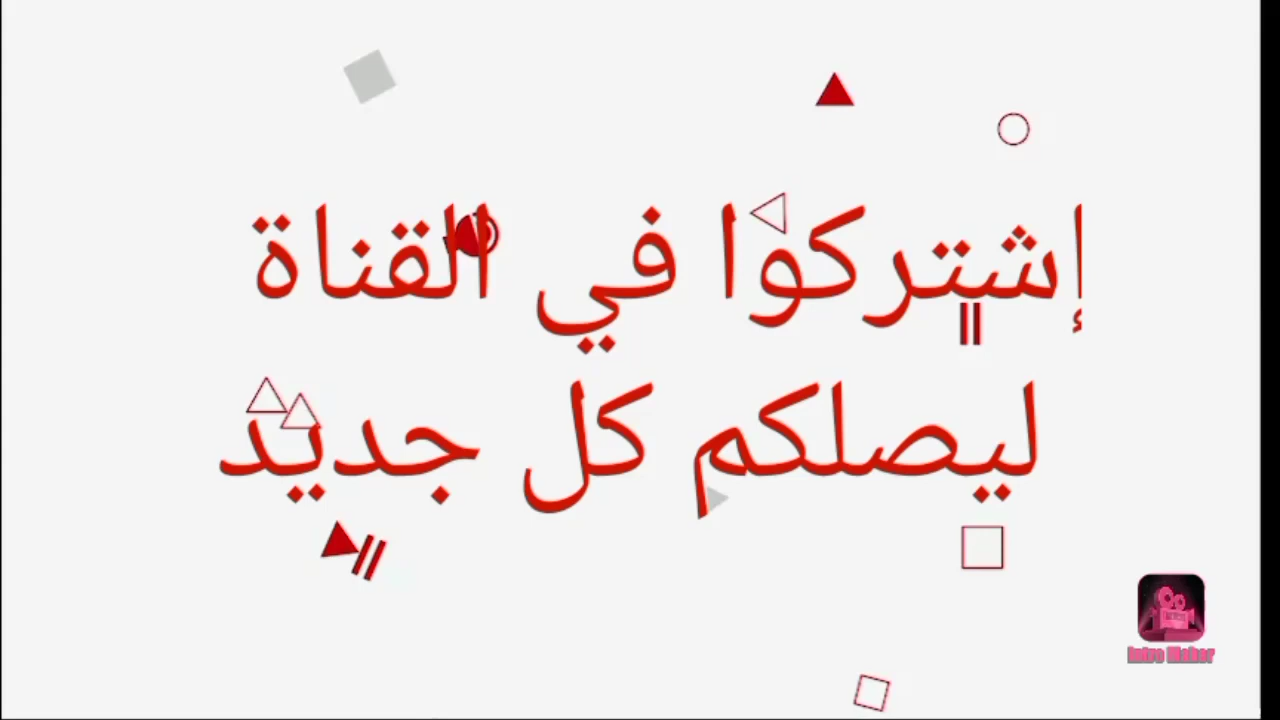 إشتركوا في القناة
ليصلكم كل جديد
Intro Maker